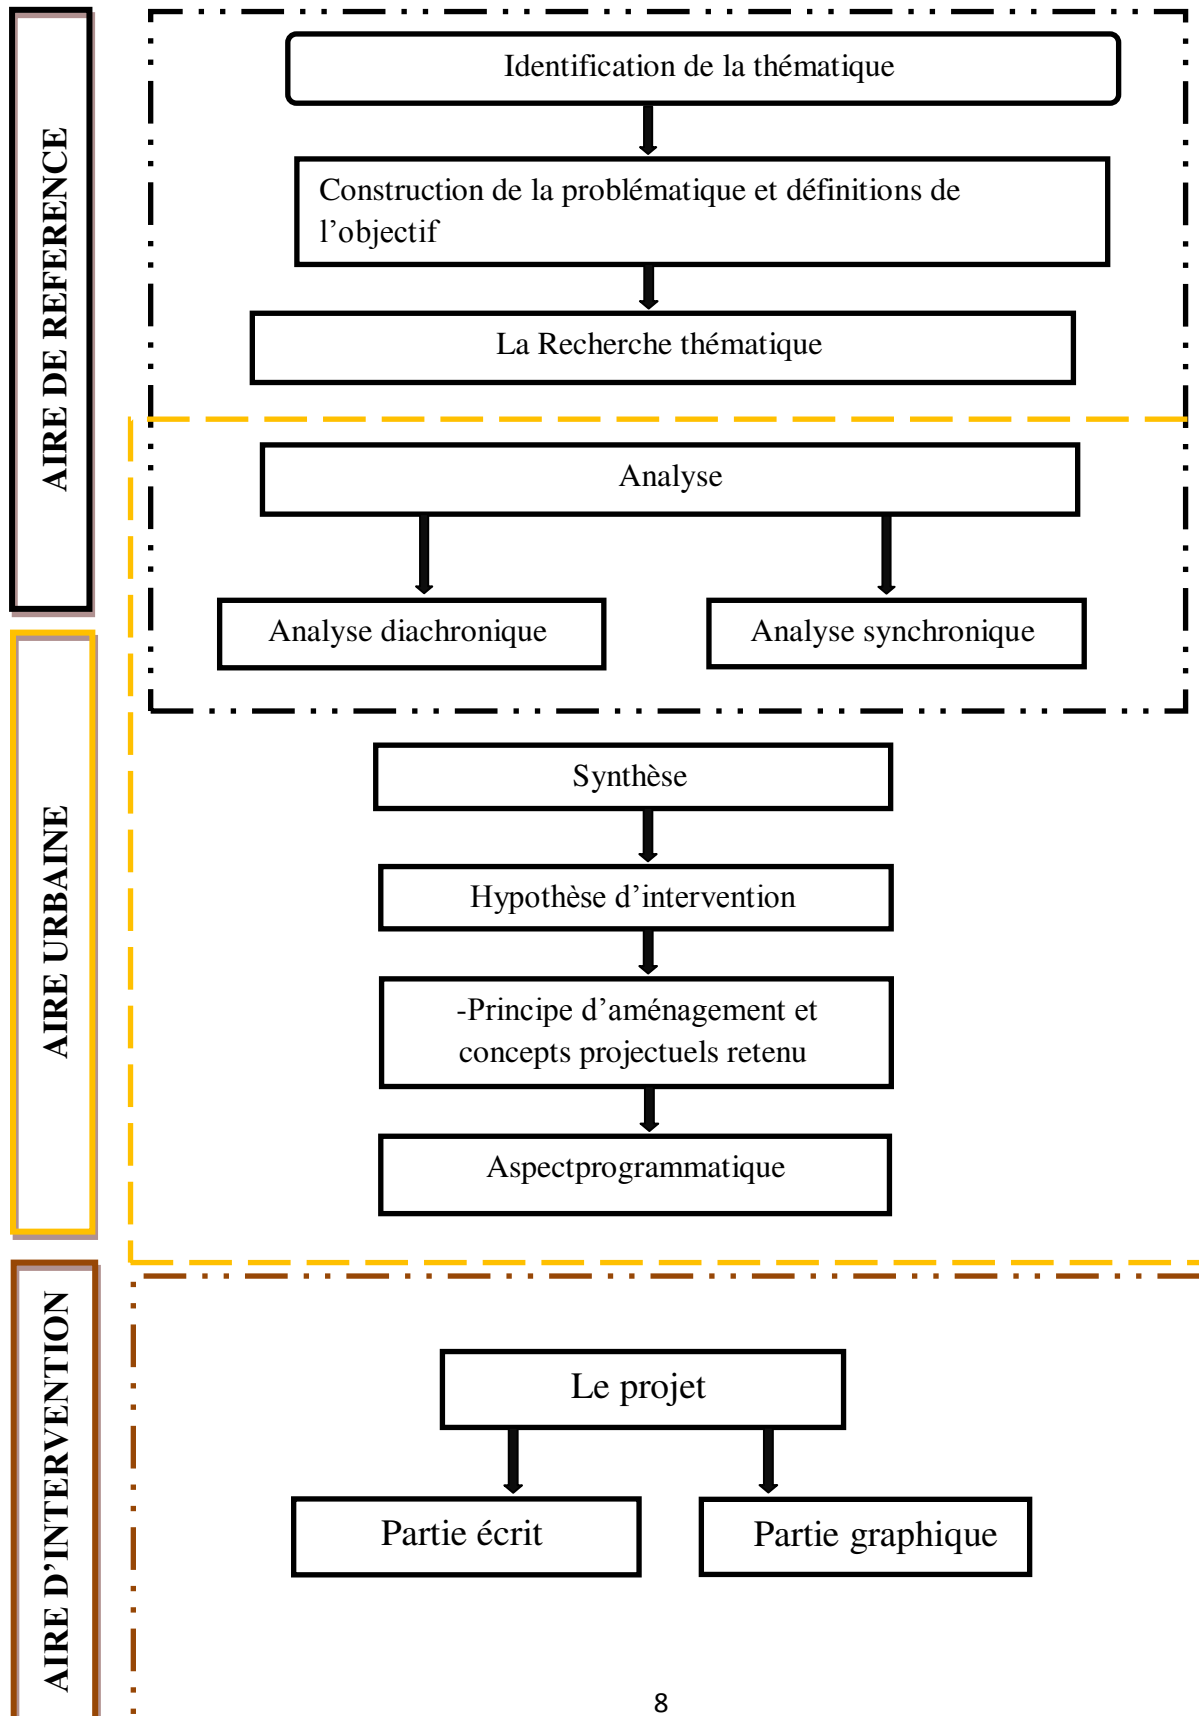 AIRE DE REFERENCE
Identification de la thématique
Construction de la problématique et définitions de
l’objectif
La Recherche thématique
Analyse
Analyse diachronique
Analyse synchronique
AIRE URBAINE
Synthèse
Hypothèse d’intervention
-Principe d’aménagement et
concepts projectuels retenu
Aspectprogrammatique
AIRE D’INTERVENTION
Le projet
Partie écrit
Partie graphique
8